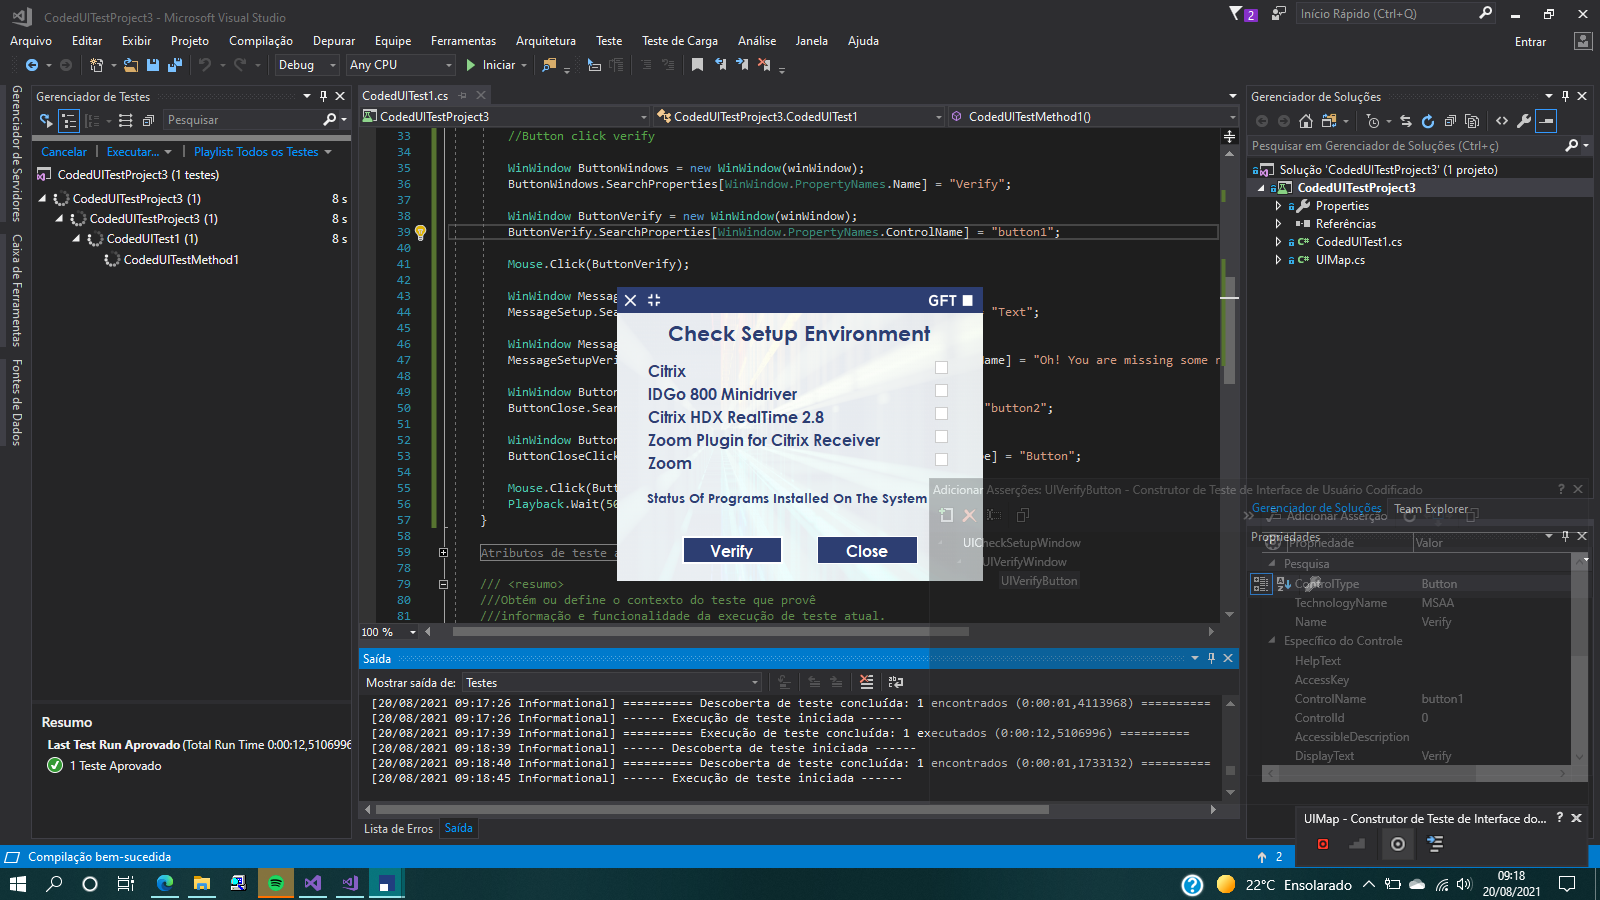 CodedUITestProject3 - Microsoft Visual Studio
2
Início Rápido (Ctrl+Q)
Arquivo Editar Exibir Projeto Compilação Depurar Equipe Ferramentas Arquitetura Teste Teste de Carga Análise Janela Ajuda
Entrar
Debug Any CPU Iniciar
Gerenciador de Servidores
Caixa de Ferramentas
Fontes de Dados
Gerenciador de Testes
Pesquisar
Cancelar Executar... Playlist: Todos os Testes
CodedUITestProject3 (1 testes)
CodedUITestProject3 (1) 8 s
CodedUITestProject3 (1) 8 s
CodedUITest1 (1) 8 s
CodedUITestMethod1
Resumo
Last Test Run Aprovado (Total Run Time 0:00:12,5106996
1 Teste Aprovado
CodedUITest1.cs
CodedUITestProject3 CodedUITestProject3.CodedUITest1 CodedUITestMethod1()
33 //Button click verify
34
35 WinWindow ButtonWindows = new WinWindow(winWindow);
36 ButtonWindows.SearchProperties[WinWindow.PropertyNames.Name] = "Verify";
37
38 WinWindow ButtonVerify = new WinWindow(winWindow);
39 ButtonVerify.SearchProperties[WinWindow.PropertyNames.ControlName] = "button1";
40
41 Mouse.Click(ButtonVerify);
42
43 WinWindow Messag
44 MessageSetup.Sea "Text";
45
46 WinWindow Messag
47 MessageSetupVeri ame] = "Oh! You are missing some r
48
49 WinWindow Button
50 ButtonClose.Sear "button2";
51
52 WinWindow Button
53 ButtonCloseClick e] = "Button";
54
55 Mouse.Click(Butt
56 Playback.Wait(50
57 }
58
59 Atributos de teste a
78
79 /// <resumo>
80 ///Obtém ou define o contexto do teste que provê
81 ///informação e funcionalidade da execução de teste atual.
100 %
GFT
Check Setup Environment
Citrix
IDGo 800 Minidriver
Citrix HDX RealTime 2.8
Zoom Plugin for Citrix Receiver
Zoom
Status Of Programs Installed On The System
Verify Close
Saída
Mostrar saída de: Testes
[20/08/2021 09:17:26 Informational] ========== Descoberta de teste concluída: 1 encontrados (0:00:01,4113968) ==========
[20/08/2021 09:17:26 Informational] ------ Execução de teste iniciada ------
[20/08/2021 09:17:39 Informational] ========== Execução de teste concluída: 1 executados (0:00:12,5106996) ==========
[20/08/2021 09:18:39 Informational] ------ Descoberta de teste iniciada ------
[20/08/2021 09:18:40 Informational] ========== Descoberta de teste concluída: 1 encontrados (0:00:01,1733132) ==========
[20/08/2021 09:18:45 Informational] ------ Execução de teste iniciada ------
Lista de Erros Saída
Gerenciador de Soluções
Pesquisar em Gerenciador de Soluções (Ctrl+ç)
Solução 'CodedUITestProject3' (1 projeto)
CodedUITestProject3
Properties
Referências
CodedUITest1.cs
UIMap.cs
Adicionar Asserções: UIVerifyButton - Construtor de Teste de Interface de Usuário Codificado
Gerenciador de Soluções Team Explorer
Adicionar Asserção
UICheckSetupWindow
UIVerifyWindow
UIVerifyButton
Propriedades
Propriedade Valor
Pesquisa
ControlType Button
TechnologyName MSAA
Name Verify
Específico do Controle
HelpText
AccessKey
ControlName button1
ControlId 0
AccessibleDescription
DisplayText Verify
UIMap - Construtor de Teste de Interface do...
Compilação bem-sucedida
2
22°C Ensolarado
09:18
20/08/2021